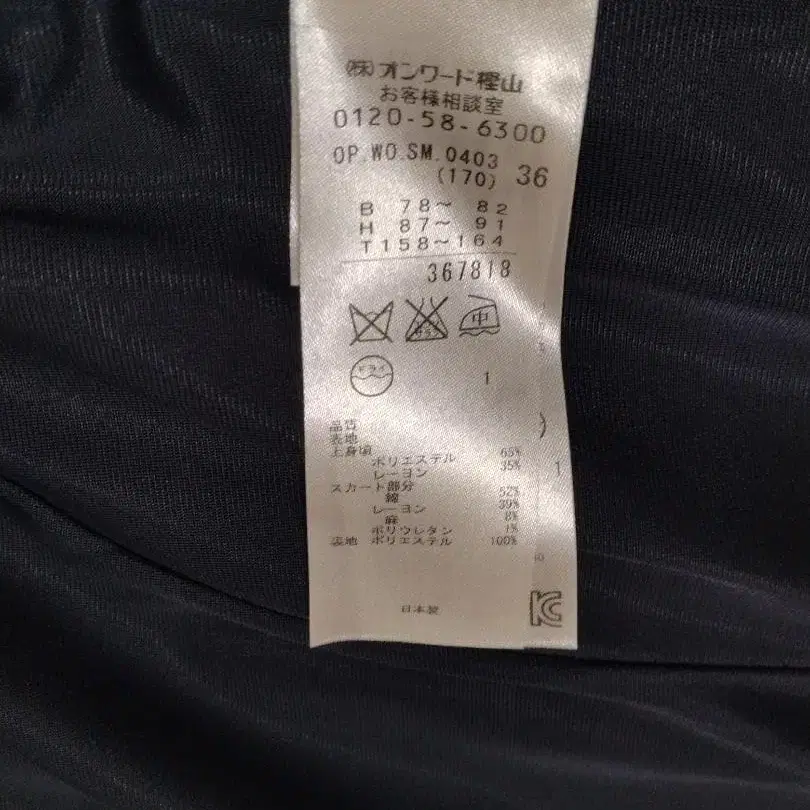 ㈱オンワード樫山
お客様相談室
0120-58-6300
OP.WO.SM.0403
(170) 36
B 78～ 82
H 87～ 91
T158～164
367818
中
ドライ
1
品質
表地
上身頃
ポリエステル 65%
レーヨン 35%
スカート部分
綿 52%
レーヨン 39%
麻 8%
ポリウレタン 1%
裏地 ポリエステル 100%
日本製